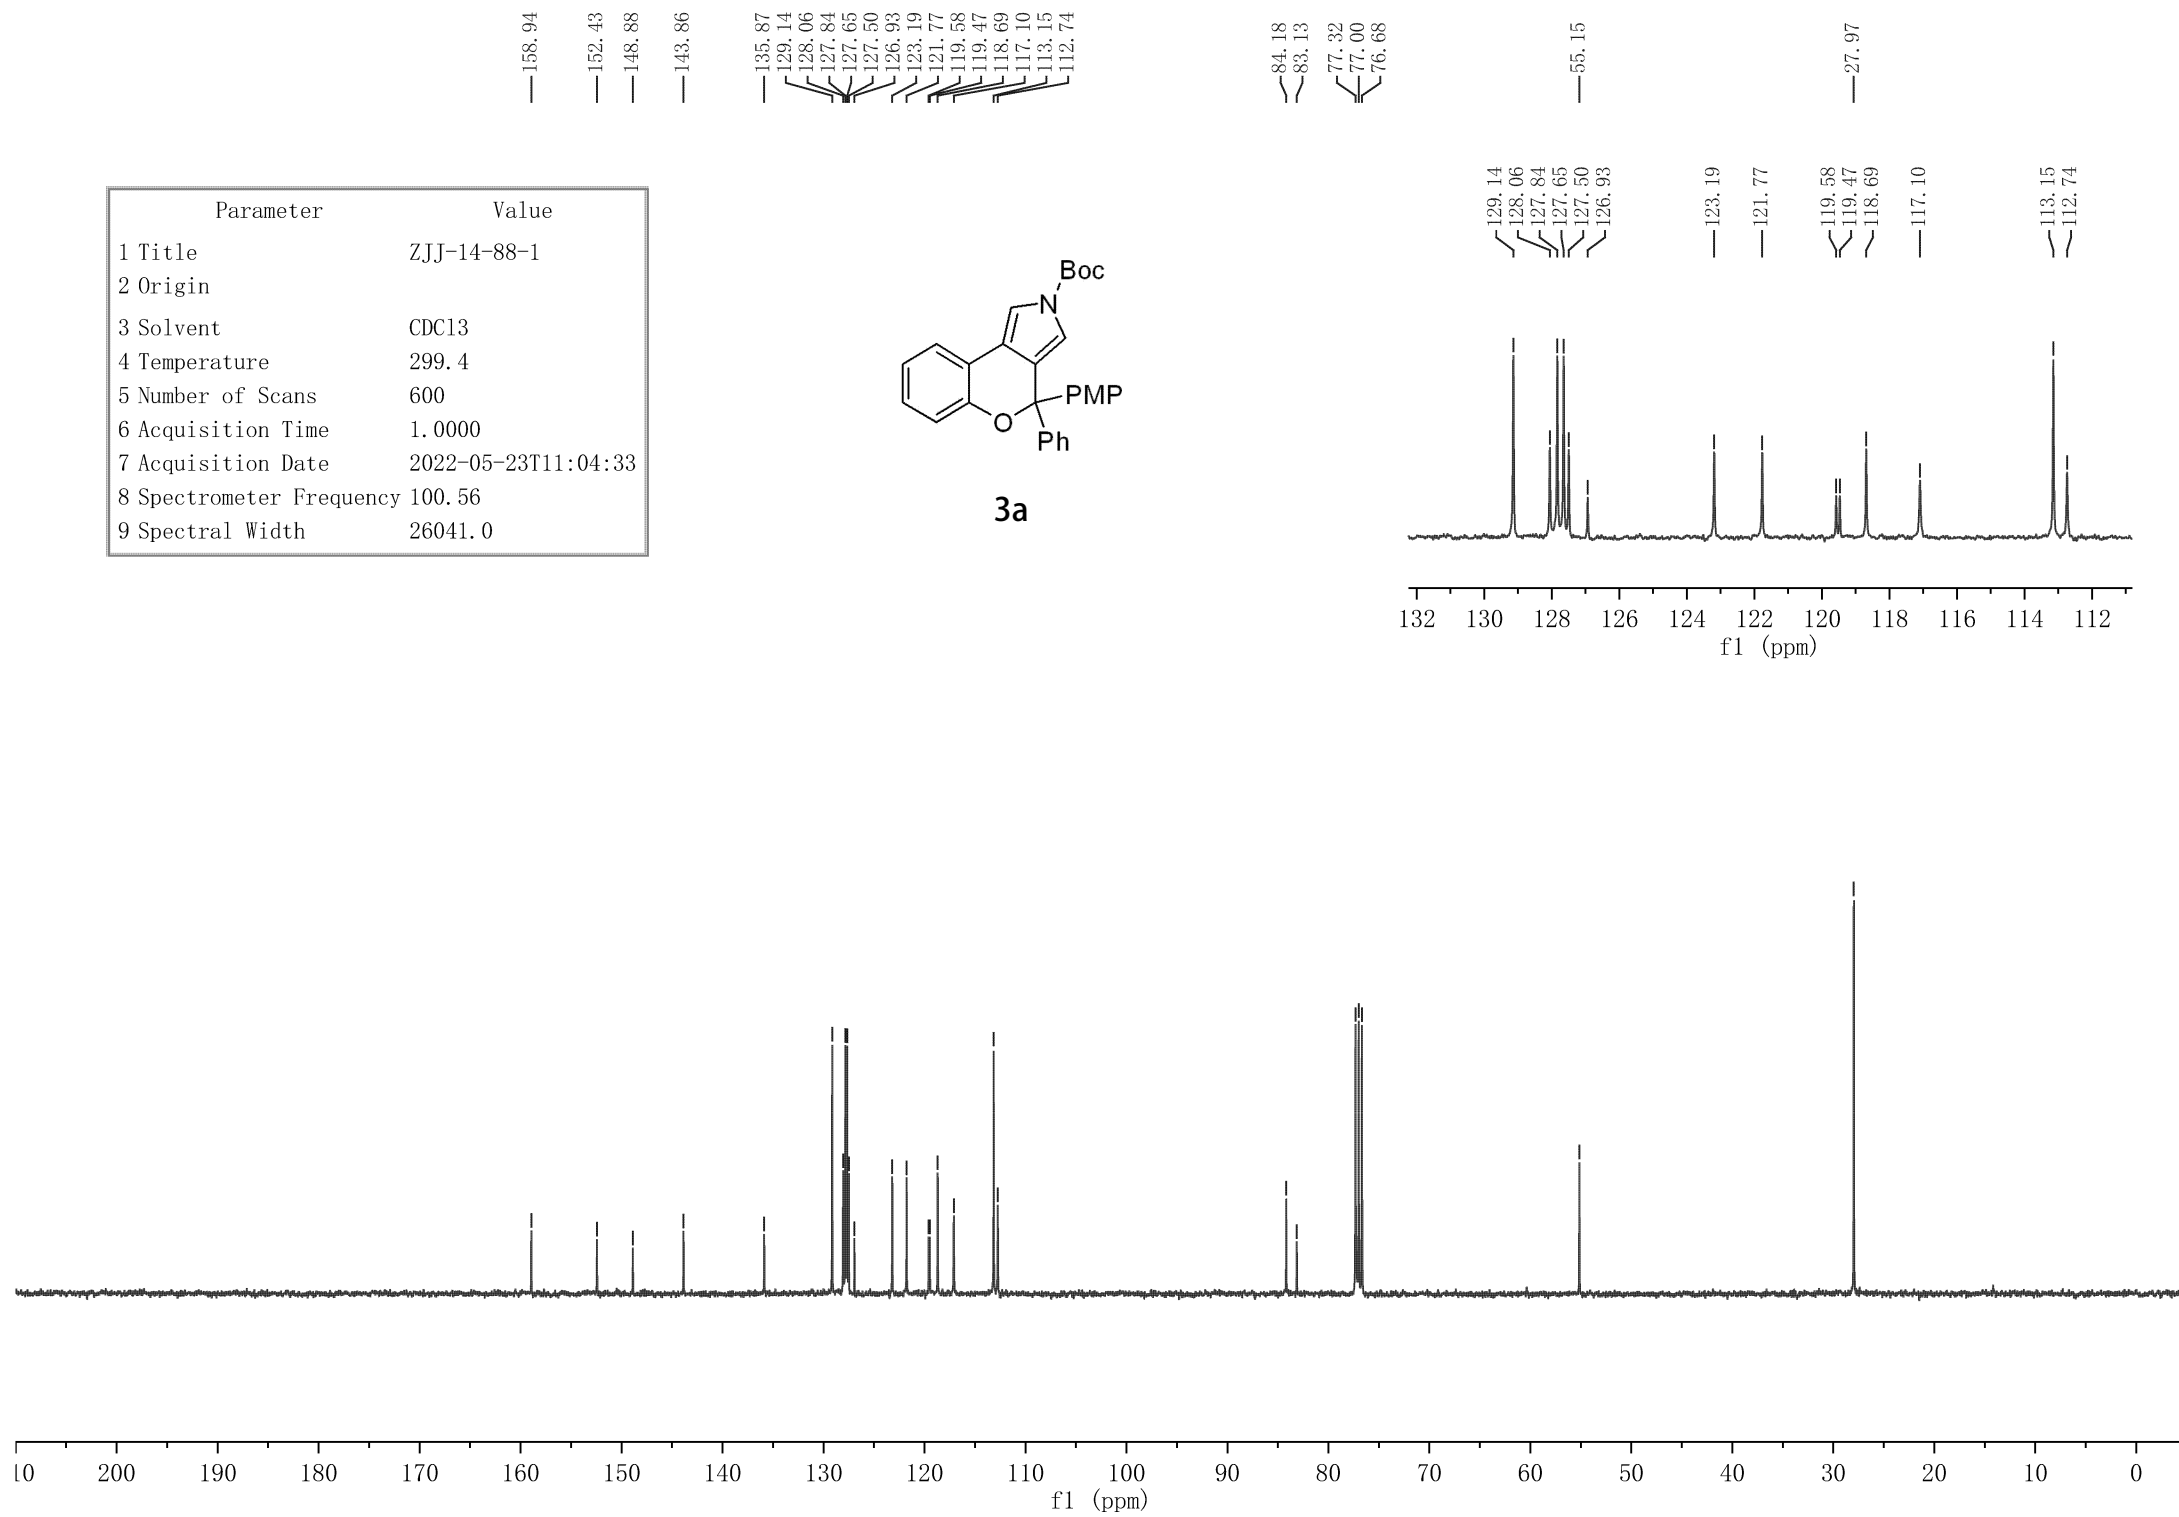 158.94
152.43
148.88
143.86
135.87
129.14
128.06
127.84
127.65
127.50
126.93
123.19
121.77
119.58
119.47
118.69
117.10
113.15
112.74
84.18
83.13
77.32
77.00
76.68
55.15
27.97
Parameter Value
1 Title ZJJ-14-88-1
2 Origin
3 Solvent CDCl3
4 Temperature 299.4
5 Number of Scans 600
6 Acquisition Time 1.0000
7 Acquisition Date 2022-05-23T11:04:33
8 Spectrometer Frequency 100.56
9 Spectral Width 26041.0
Boc
N
O
PMP
Ph
3a
129.14
128.06
127.84
127.65
127.50
126.93
123.19
121.77
119.58
119.47
118.69
117.10
113.15
112.74
132 130 128 126 124 122 120 118 116 114 112
f1 (ppm)
10 200 190 180 170 160 150 140 130 120 110 100 90 80 70 60 50 40 30 20 10 0
f1 (ppm)